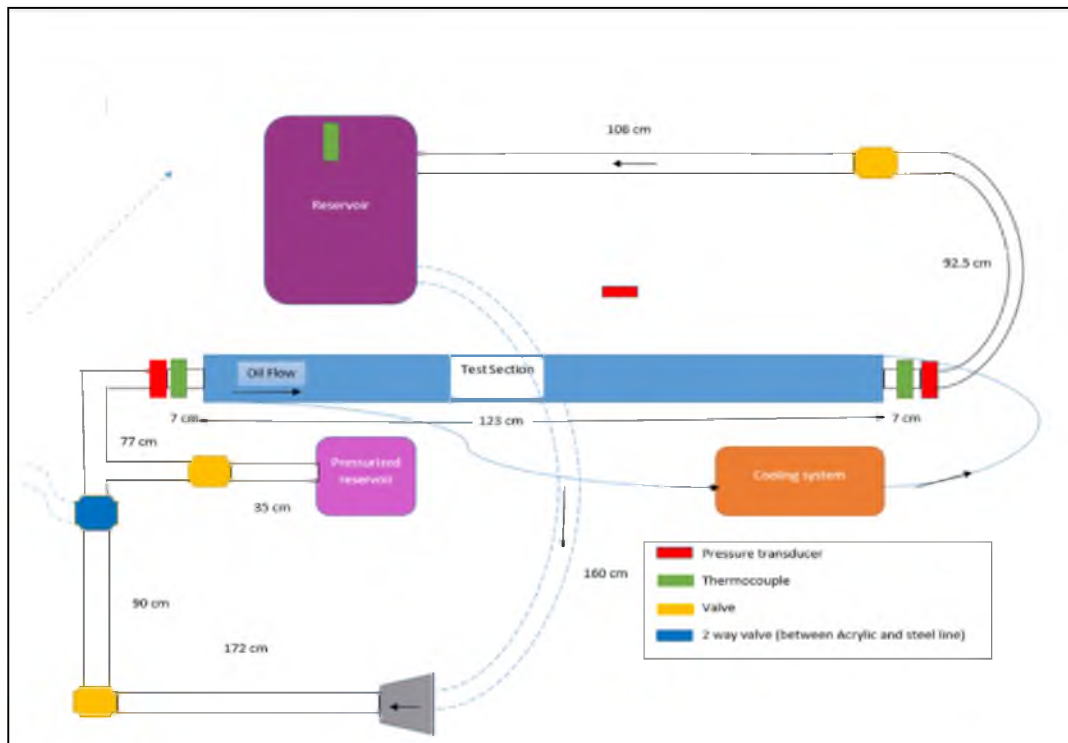 106 cm
Reservoir
92.5 cm
Oil Flow
Test Section
7 cm
123 cm
7 cm
77 cm
Pressurized
reservoir
Cooling system
35 cm
Pressure transducer
Thermocouple
Valve
2 way valve (between Acrylic and steel line)
160 cm
90 cm
172 cm